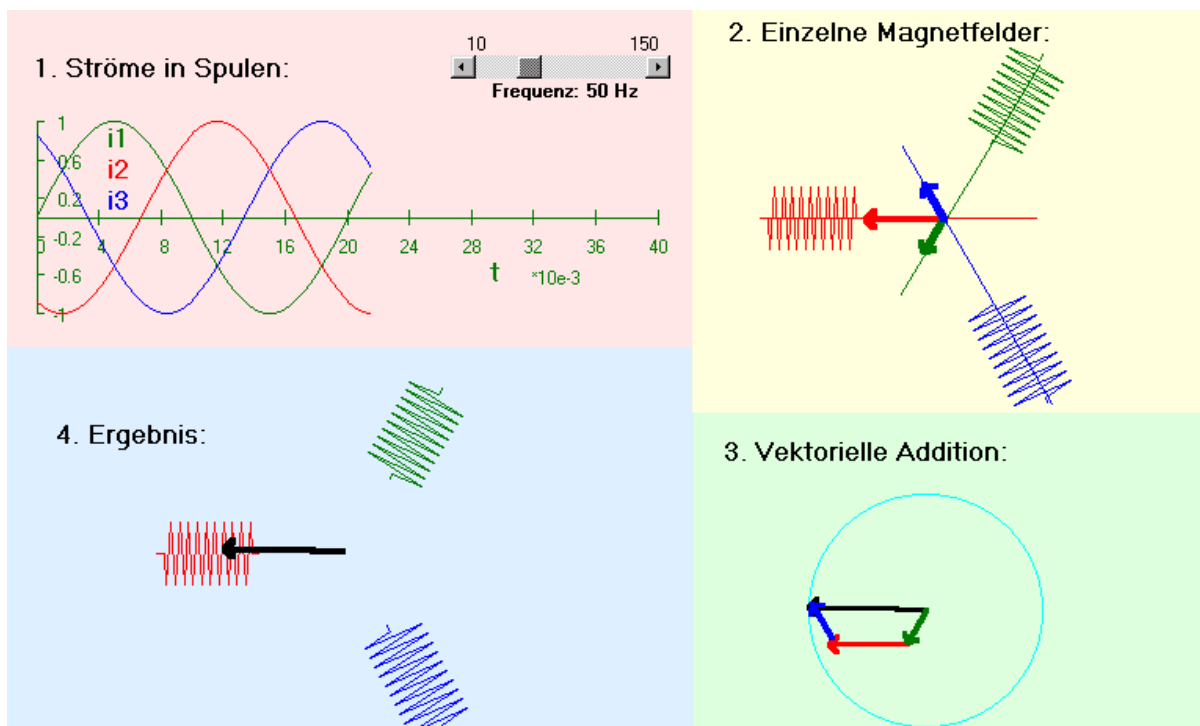 1. Ströme in Spulen:
10 150
Frequenz: 50 Hz
1
0.6
0.2
-0.2
-0.6
-1
i1
i2
i3
4 8 12 16 20 24 28 32 36 40
t
*10e-3
2. Einzelne Magnetfelder:
4. Ergebnis:
3. Vektorielle Addition: